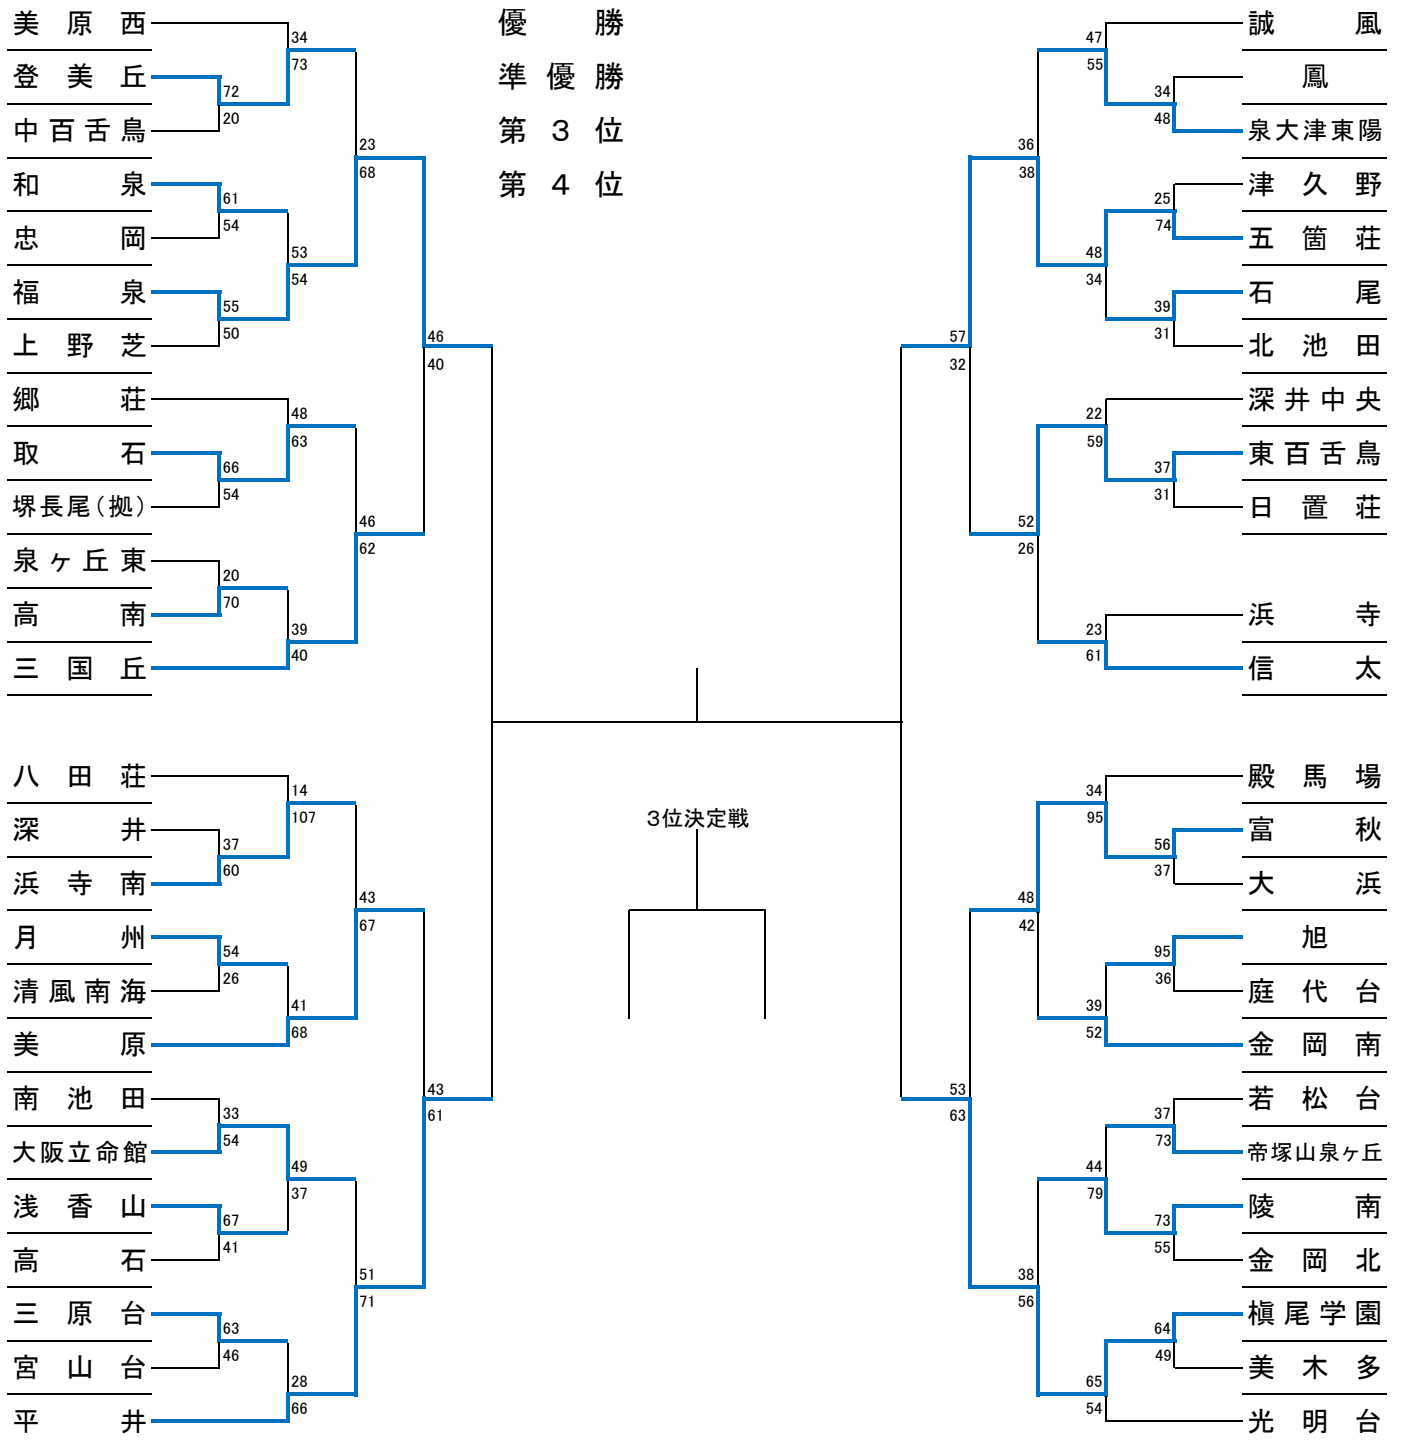 美原西
34
73
登美丘
72
20
中百舌鳥
23
68
和泉
61
54
忠岡
53
54
福泉
55
50
上野芝
46
40
郷荘
48
63
取石
66
54
堺長尾(拠)
46
62
泉ヶ丘東
20
70
高南
39
40
三国丘
八田荘
14
107
深井
37
60
浜寺南
43
67
月州
54
26
清風南海
41
68
美原
南池田
33
54
大阪立命館
43
61
49
37
浅香山
67
41
高石
51
71
三原台
63
46
宮山台
28
66
平井
優勝
準優勝
第3位
第4位
3位決定戦
誠風
47
55
鳳
34
48
泉大津東陽
36
38
津久野
25
74
五箇荘
48
34
石尾
39
31
北池田
57
32
深井中央
22
59
東百舌鳥
37
31
日置荘
52
26
浜寺
23
61
信太
殿馬場
34
95
富秋
56
37
大浜
48
42
旭
95
36
庭代台
39
52
金岡南
53
63
若松台
37
73
帝塚山泉ヶ丘
44
79
陵南
73
55
金岡北
38
56
槇尾学園
64
49
美木多
65
54
光明台